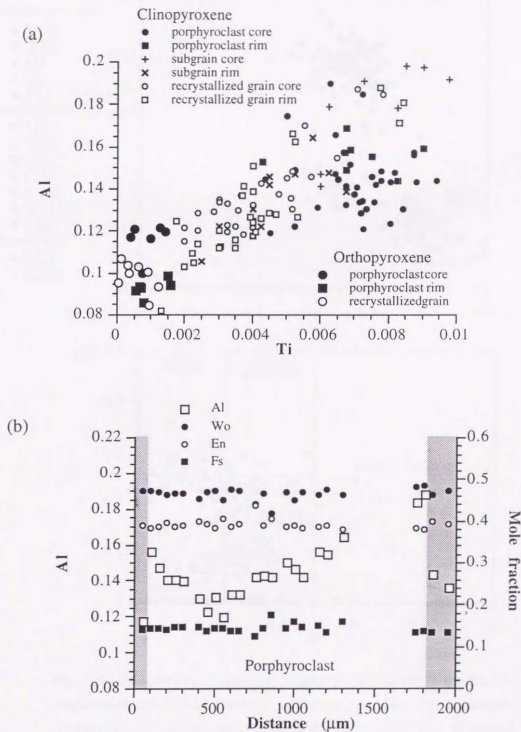 (a)
Clinopyroxene
porphyroclast core
porphyroclast rim
subgrain core
subgrain rim
recrystallized grain core
recrystallized grain rim
0.2
0.18
0.16
0.14
0.12
0.1
0.08
Al
Orthopyroxene
porphyroclast core
porphyroclast rim
recrystallized grain
0 0.002 0.004 0.006 0.008 0.01
Ti
(b)
Al
Wo
En
Fs
0.22
0.2
0.18
0.16
0.14
0.12
0.1
0.08
Al
0.6
0.5
0.4
0.3
0.2
0.1
0
Mole fraction
Porphyroclast
0 500 1000 1500 2000
Distance (μm)